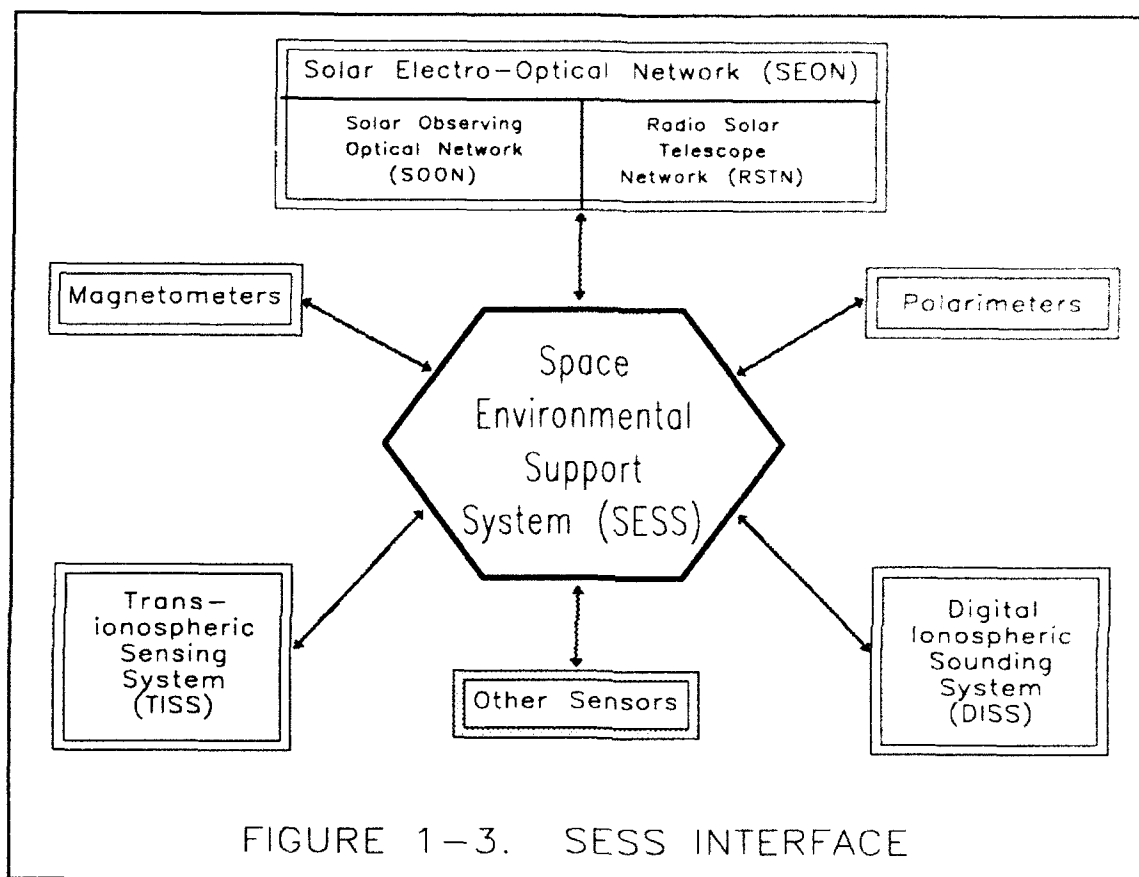 Solar Electro-Optical Network (SEON)
Solar Observing
Optical Network
(SOON)
Radio Solar
Telescope
Network (RSTN)
Magnetometers
Polarimeters
Space
Environmental
Support
System (SESS)
Trans-
ionospheric
Sensing
System
(TISS)
Other Sensors
Digital
Ionospheric
Sounding
System
(DISS)
FIGURE 1-3. SESS INTERFACE